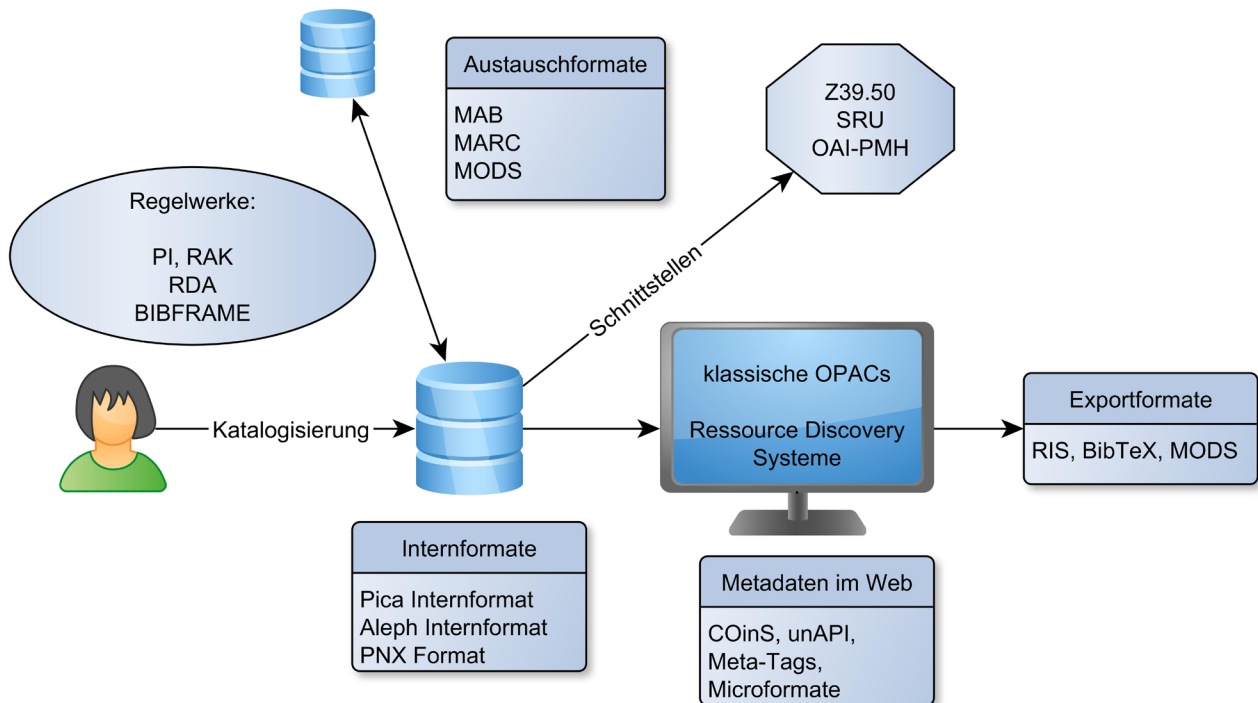 Austauschformate
MAB
MARC
MODS
Z39.50
SRU
OAI-PMH
Regelwerke:
PI, RAK
RDA
BIBFRAME
Schnittstellen
Katalogisierung
klassische OPACs
Ressource Discovery
Systeme
Exportformate
RIS, BibTeX, MODS
Internformate
Pica Internformat
Aleph Internformat
PNX Format
Metadaten im Web
COinS, unAPI,
Meta-Tags,
Microformate